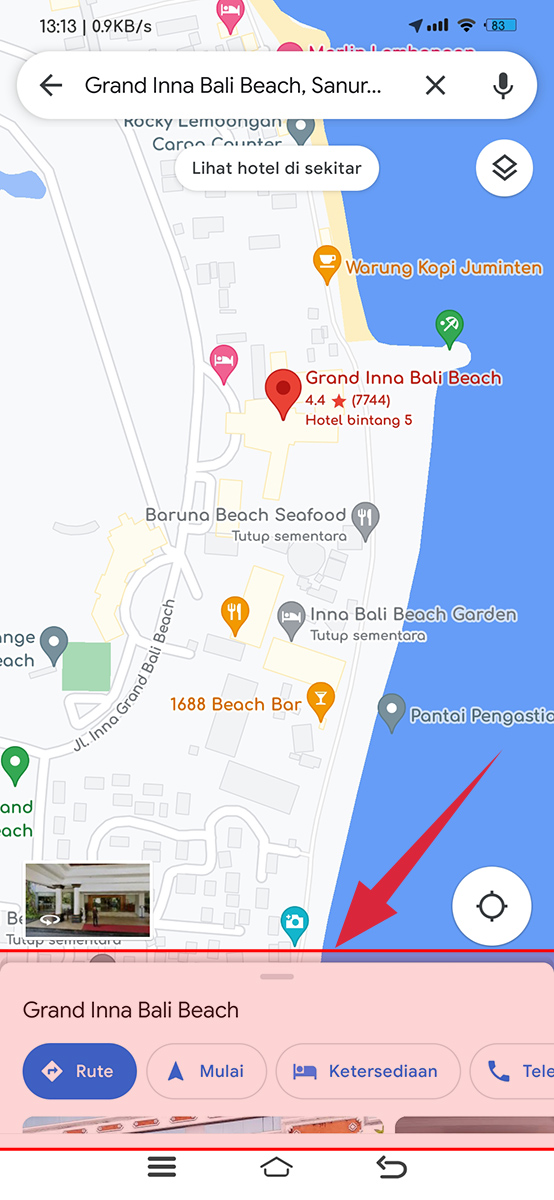 13:13 | 0.9KB/s
83
Grand Inna Bali Beach, Sanur...
Rocky Lembongan
Cargo Counter
Lihat hotel di sekitar
Warung Kopi Juminten
Grand Inna Bali Beach
4.4 ★ (7744)
Hotel bintang 5
Baruna Beach Seafood
Tutup sementara
Inna Bali Beach Garden
Tutup sementara
ange
each
1688 Beach Bar
Pantai Pengastia
Jl. Inna Grand Bali Beach
and
each
Be
Tutup sementara
Grand Inna Bali Beach
Rute
Mulai
Ketersediaan
Tele